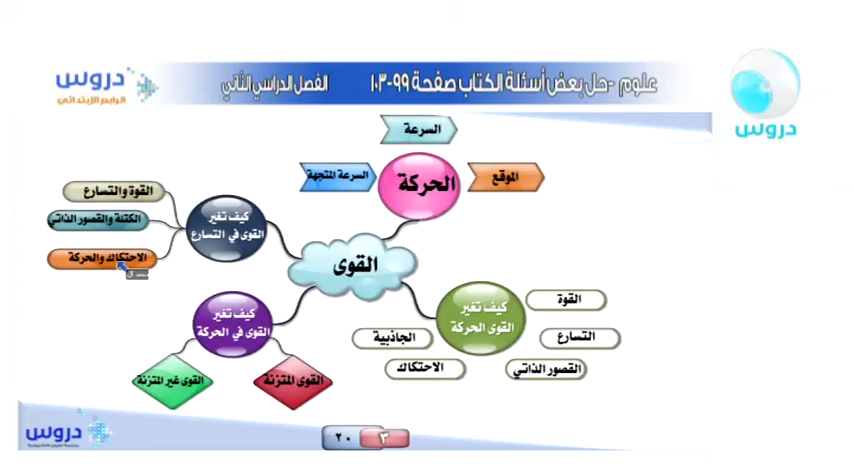 علوم - حل بعض أسئلة الكتاب صفحة ٩٩-١٠٣ الفصل الدراسي الثاني
دروس
الرابع الإبتدائي
دروس
السرعة
الحركة
السرعة المتجهة
الموقع
القوة والتسارع
الكتلة والقصور الذاتي
الاحتكاك والحركة
كيف تغير
القوى في التسارع
القوى
كيف تغير
القوى الحركة
القوة
التسارع
القصور الذاتي
الجاذبية
الاحتكاك
كيف تغير
القوى في الحركة
القوى غير المتزنة
القوى المتزنة
دروس
٢٠ ٣